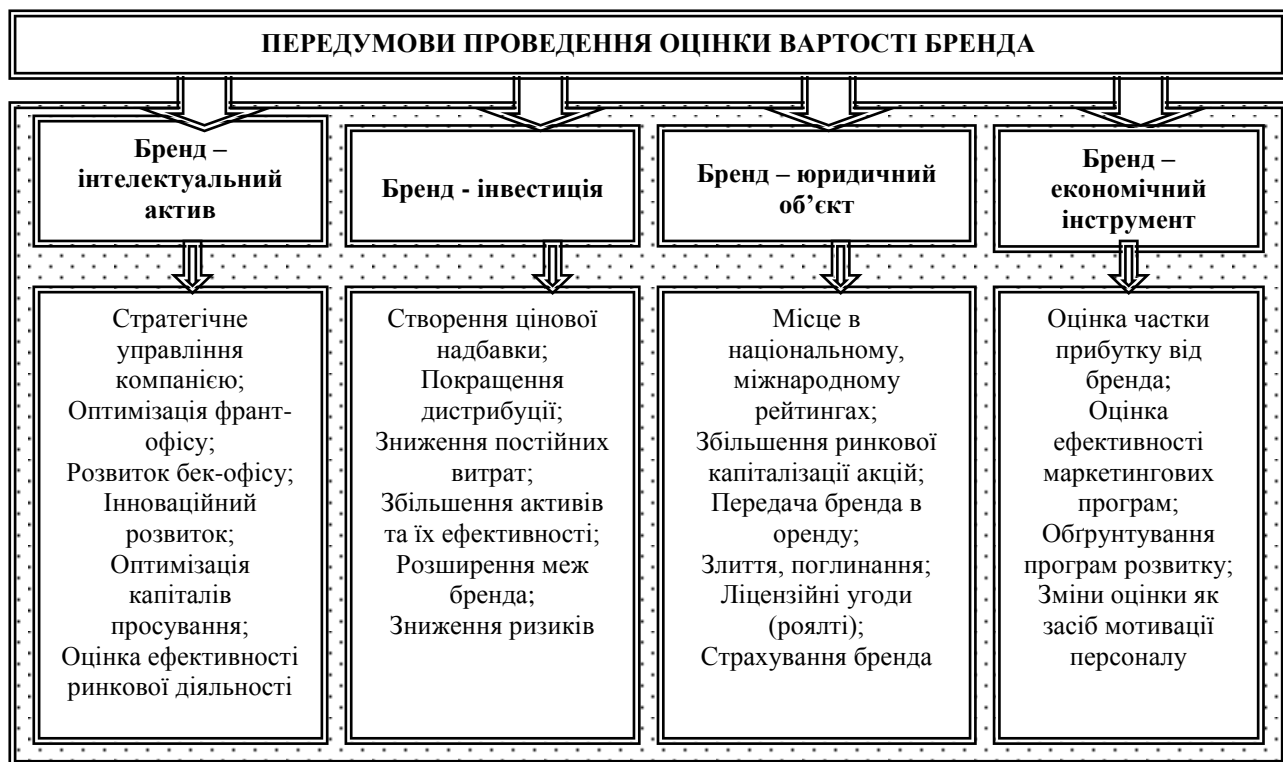 ПЕРЕДУМОВИ ПРОВЕДЕННЯ ОЦІНКИ ВАРТОСТІ БРЕНДА
Бренд –
інтелектуальний
актив
Бренд - інвестиція
Бренд – юридичний
об’єкт
Бренд –
економічний
інструмент
Стратегічне
управління
компанією;
Оптимізація франт-
офісу;
Розвиток бек-офісу;
Інноваційний
розвиток;
Оптимізація
капіталів
просування;
Оцінка ефективності
ринкової діяльності
Створення цінової
надбавки;
Покращення
дистрибуції;
Зниження постійних
витрат;
Збільшення активів
та їх ефективності;
Розширення меж
бренда;
Зниження ризиків
Місце в
національному,
міжнародному
рейтингах;
Збільшення ринкової
капіталізації акцій;
Передача бренда в
оренду;
Злиття, поглинання;
Ліцензійні угоди
(роялті);
Страхування бренда
Оцінка частки
прибутку від
бренда;
Оцінка
ефективності
маркетингових
програм;
Обґрунтування
програм розвитку;
Зміни оцінки як
засіб мотивації
персоналу